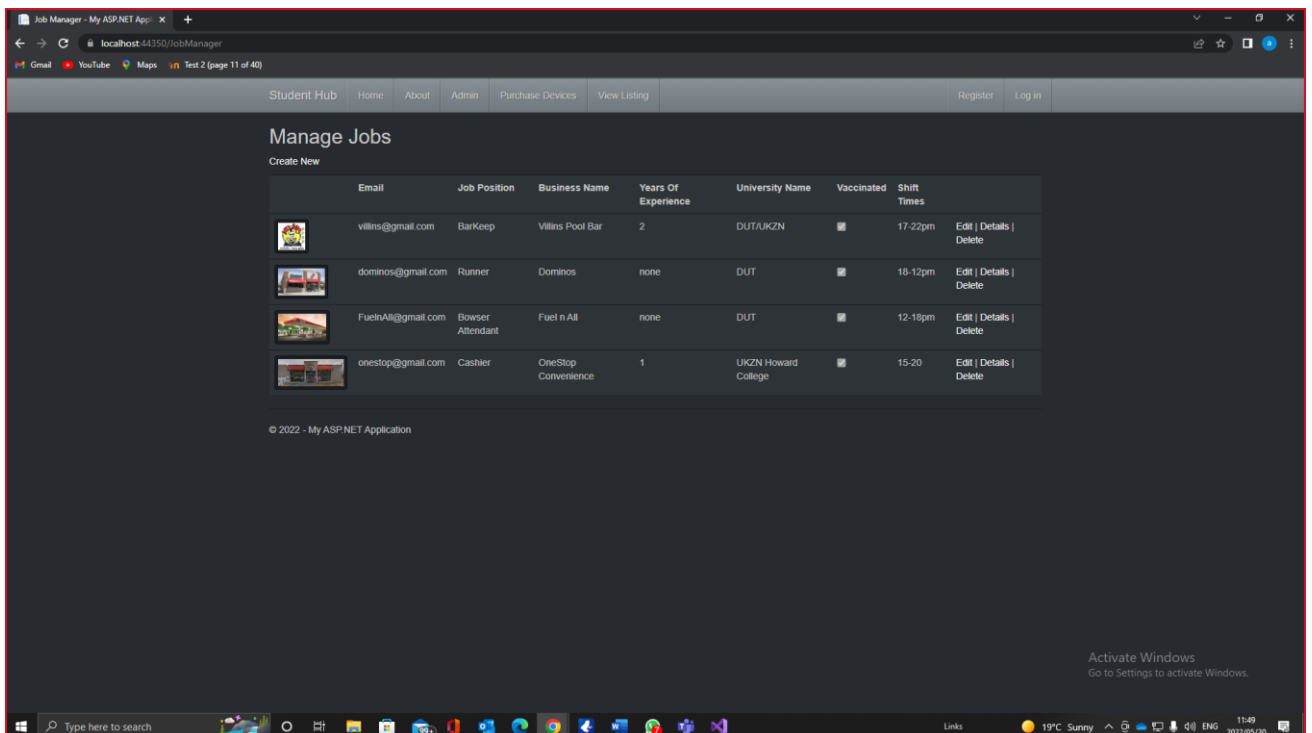 Job Manager - My ASP.NET Appl
localhost:44350/JobManager
Gmail YouTube Maps Test 2 (page 11 of 40)
Student Hub Home About Admin Purchase Devices View Listing Register Log in
Manage Jobs
Create New
Email Job Position Business Name Years Of Experience University Name Vaccinated Shift Times
villins@gmail.com BarKeep Villins Pool Bar 2 DUT/UKZN 17-22pm Edit | Details | Delete
dominos@gmail.com Runner Dominos none DUT 18-12pm Edit | Details | Delete
FuelnAll@gmail.com Bowser Attendant Fuel n All none DUT 12-18pm Edit | Details | Delete
onestop@gmail.com Cashier OneStop Convenience 1 UKZN Howard College 15-20 Edit | Details | Delete
© 2022 - My ASP.NET Application
Activate Windows
Go to Settings to activate Windows.
Type here to search 99+ Links 19°C Sunny ENG 11:49
2022/05/30